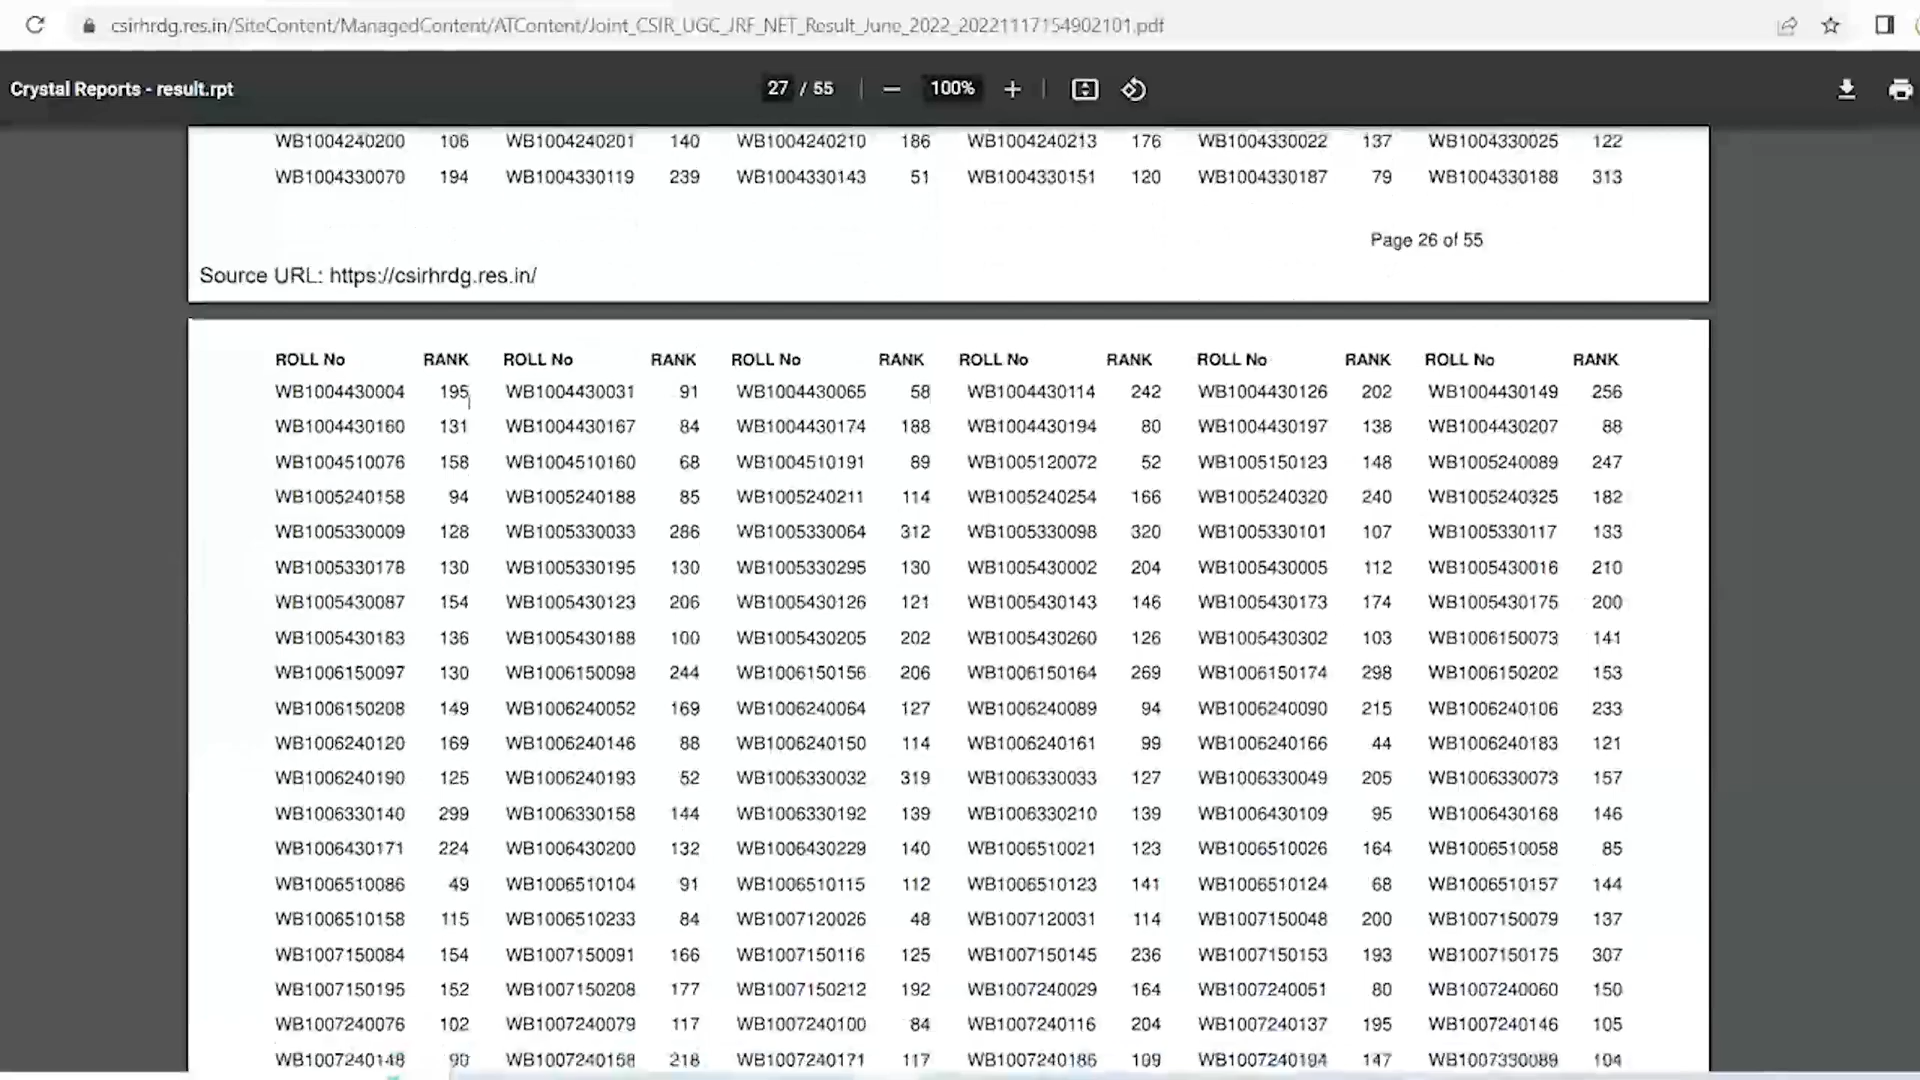 csirhrdg.res.in/SiteContent/ManagedContent/ATContent/Joint_CSIR_UGC_JRF_NET_Result_June_2022_20221117154902101.pdf
Crystal Reports - result.rpt 27 / 55 100%
WB1004240200 106 WB1004240201 140 WB1004240210 186 WB1004240213 176 WB1004330022 137 WB1004330025 122
WB1004330070 194 WB1004330119 239 WB1004330143 51 WB1004330151 120 WB1004330187 79 WB1004330188 313
Page 26 of 55
Source URL: https://csirhrdg.res.in/
ROLL No RANK ROLL No RANK ROLL No RANK ROLL No RANK ROLL No RANK ROLL No RANK
WB1004430004 195 WB1004430031 91 WB1004430065 58 WB1004430114 242 WB1004430126 202 WB1004430149 256
WB1004430160 131 WB1004430167 84 WB1004430174 188 WB1004430194 80 WB1004430197 138 WB1004430207 88
WB1004510076 158 WB1004510160 68 WB1004510191 89 WB1005120072 52 WB1005150123 148 WB1005240089 247
WB1005240158 94 WB1005240188 85 WB1005240211 114 WB1005240254 166 WB1005240320 240 WB1005240325 182
WB1005330009 128 WB1005330033 286 WB1005330064 312 WB1005330098 320 WB1005330101 107 WB1005330117 133
WB1005330178 130 WB1005330195 130 WB1005330295 130 WB1005430002 204 WB1005430005 112 WB1005430016 210
WB1005430087 154 WB1005430123 206 WB1005430126 121 WB1005430143 146 WB1005430173 174 WB1005430175 200
WB1005430183 136 WB1005430188 100 WB1005430205 202 WB1005430260 126 WB1005430302 103 WB1006150073 141
WB1006150097 130 WB1006150098 244 WB1006150156 206 WB1006150164 269 WB1006150174 298 WB1006150202 153
WB1006150208 149 WB1006240052 169 WB1006240064 127 WB1006240089 94 WB1006240090 215 WB1006240106 233
WB1006240120 169 WB1006240146 88 WB1006240150 114 WB1006240161 99 WB1006240166 44 WB1006240183 121
WB1006240190 125 WB1006240193 52 WB1006330032 319 WB1006330033 127 WB1006330049 205 WB1006330073 157
WB1006330140 299 WB1006330158 144 WB1006330192 139 WB1006330210 139 WB1006430109 95 WB1006430168 146
WB1006430171 224 WB1006430200 132 WB1006430229 140 WB1006510021 123 WB1006510026 164 WB1006510058 85
WB1006510086 49 WB1006510104 91 WB1006510115 112 WB1006510123 141 WB1006510124 68 WB1006510157 144
WB1006510158 115 WB1006510233 84 WB1007120026 48 WB1007120031 114 WB1007150048 200 WB1007150079 137
WB1007150084 154 WB1007150091 166 WB1007150116 125 WB1007150145 236 WB1007150153 193 WB1007150175 307
WB1007150195 152 WB1007150208 177 WB1007150212 192 WB1007240029 164 WB1007240051 80 WB1007240060 150
WB1007240076 102 WB1007240079 117 WB1007240100 84 WB1007240116 204 WB1007240137 195 WB1007240146 105
WB1007240148 90 WB1007240158 218 WB1007240171 117 WB1007240186 109 WB1007240194 147 WB1007330089 104